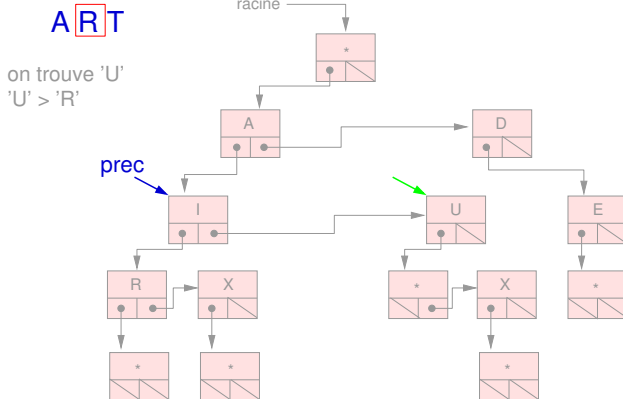 racine
A R T
*
on trouve 'U'
'U' > 'R'
A D
prec
I U E
R X * X *
* * *